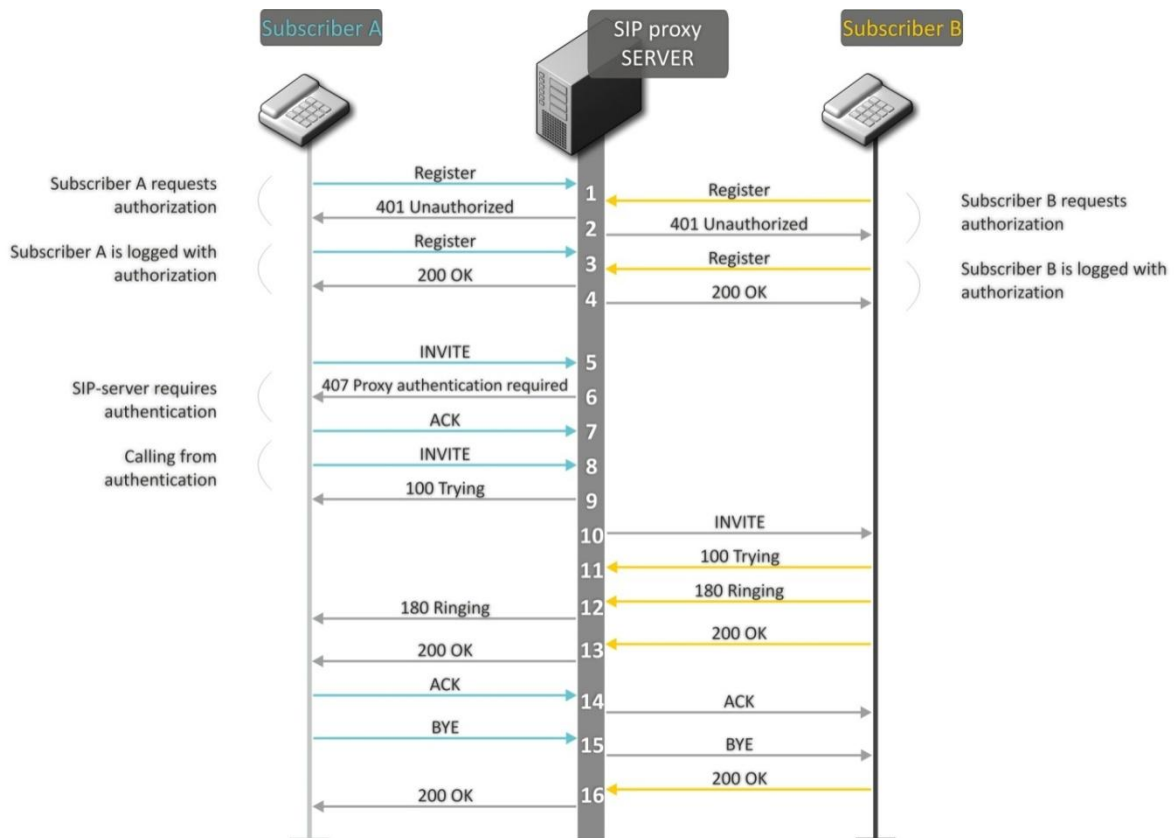 Subscriber A
SIP proxy
SERVER
Subscriber B
Subscriber A requests
authorization
Register
1
Register
Subscriber B requests
authorization
401 Unauthorized
2
401 Unauthorized
Subscriber A is logged with
authorization
Register
3
Register
Subscriber B is logged with
authorization
200 OK
4
200 OK
INVITE
5
SIP-server requires
authentication
407 Proxy authentication required
6
ACK
7
Calling from
authentication
INVITE
8
100 Trying
9
INVITE
10
100 Trying
11
180 Ringing
12
180 Ringing
200 OK
13
200 OK
ACK
14
ACK
BYE
15
BYE
200 OK
16
200 OK